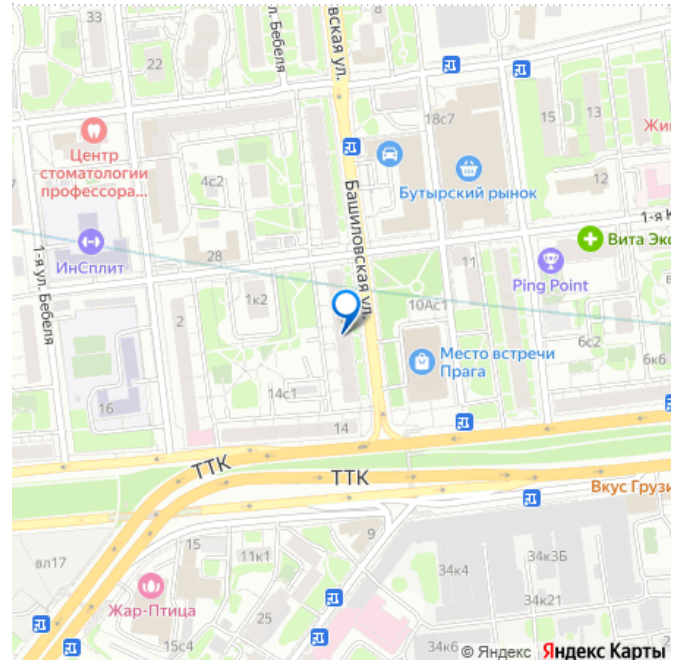 33
вская ул.
ул. Бебеля
22
18с7
15
13
Жи
Центр
стоматологии
профессора...
4с2
Бутырский рынок
12
Башиловская ул.
1-я К
ИнСплит
28
Вита Экс
1-я ул. Бебеля
11
Ping Point
1к2
10Ас1
2
Место встречи
Прага
6с2
6к6
14с1
16
14
ТТК
ТТК
Вкус Грузи
9
вл17
15
11к1
34к4
34к3Б
Жар-Птица
25
34к21
15с4
34к6
© Яндекс Яндекс Карты